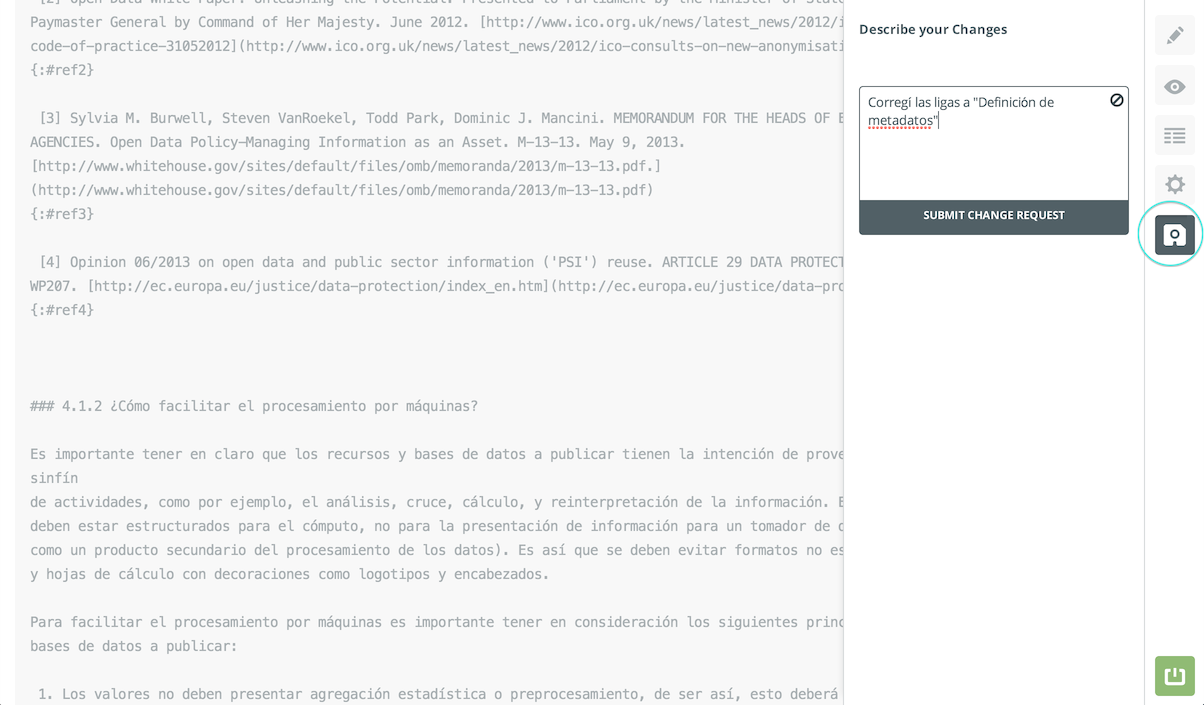 [2] Open Data White Paper: Unleashing the Potential. Presented to Parliament by the Minister of
Paymaster General by Command of Her Majesty. June 2012. [http://www.ico.org.uk/news/latest_news/2012/
code-of-practice-31052012](http://www.ico.org.uk/news/latest_news/2012/ico-consults-on-new-anonymisati
{:#ref2}
[3] Sylvia M. Burwell, Steven VanRoekel, Todd Park, Dominic J. Mancini. MEMORANDUM FOR THE HEADS OF
AGENCIES. Open Data Policy-Managing Information as an Asset. M-13-13. May 9, 2013.
[http://www.whitehouse.gov/sites/default/files/omb/memoranda/2013/m-13-13.pdf.]
(http://www.whitehouse.gov/sites/default/files/omb/memoranda/2013/m-13-13.pdf)
{:#ref3}
[4] Opinion 06/2013 on open data and public sector information ('PSI') reuse. ARTICLE 29 DATA PROTECT
WP207. [http://ec.europa.eu/justice/data-protection/index_en.htm](http://ec.europa.eu/justice/data-pro
{:#ref4}
### 4.1.2 ¿Cómo facilitar el procesamiento por máquinas?
Es importante tener en claro que los recursos y bases de datos a publicar tienen la intención de prove
sinfín
de actividades, como por ejemplo, el análisis, cruce, cálculo, y reinterpretación de la información.
deben estar estructurados para el cómputo, no para la presentación de información para un tomador de
como un producto secundario del procesamiento de los datos). Es así que se deben evitar formatos no es
y hojas de cálculo con decoraciones como logotipos y encabezados.
Para facilitar el procesamiento por máquinas es importante tener en consideración los siguientes princ
bases de datos a publicar:
1. Los valores no deben presentar agregación estadística o preprocesamiento, de ser así, esto deberá
Describe your Changes
Corregí las ligas a "Definición de
metadatos"
SUBMIT CHANGE REQUEST